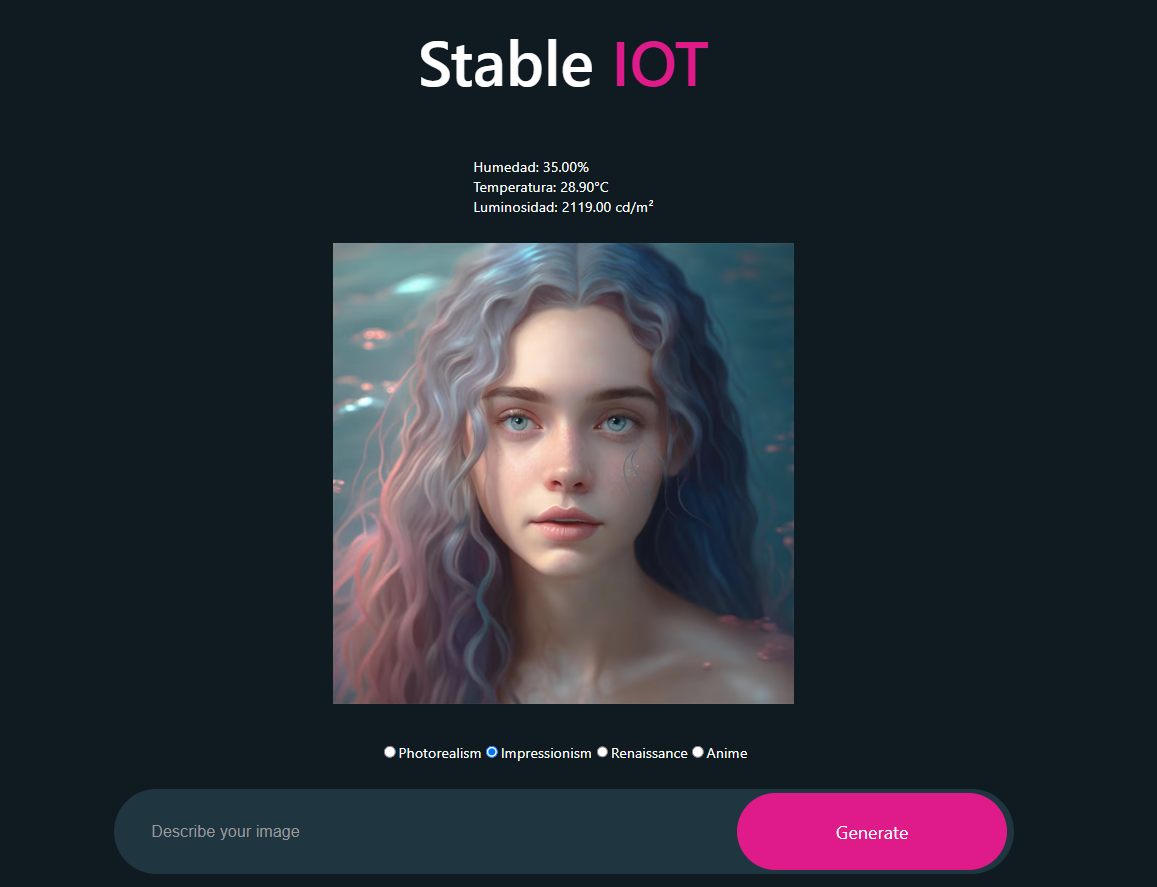 Stable IOT
Humedad: 35.00%
Temperatura: 28.90°C
Luminosidad: 2119.00 cd/m²
Photorealism Impressionism Renaissance Anime
Describe your image
Generate